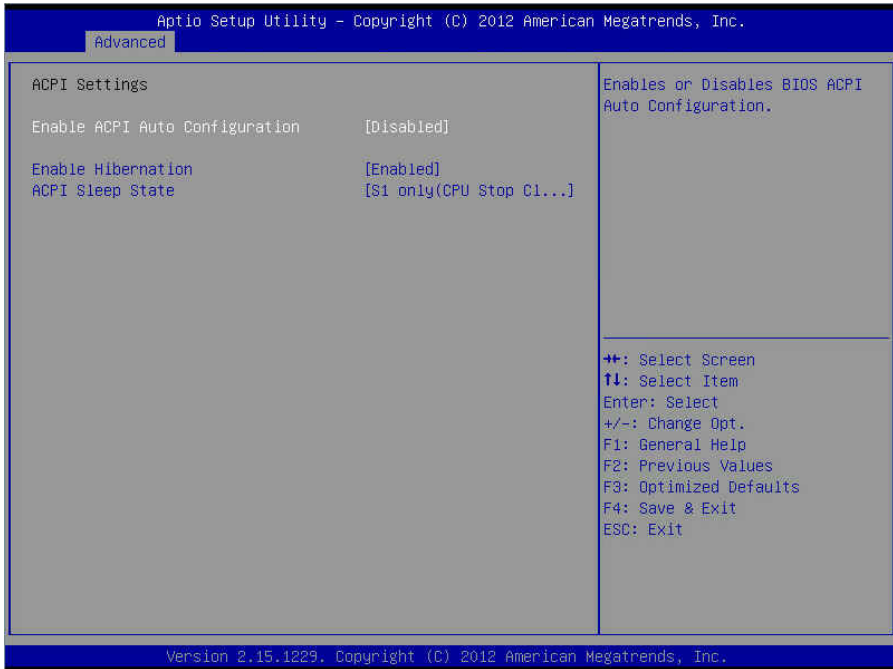 Aptio Setup Utility – Copyright (C) 2012 American Megatrends, Inc.
Advanced
ACPI Settings
Enable ACPI Auto Configuration [Disabled]
Enable Hibernation [Enabled]
ACPI Sleep State [S1 only(CPU Stop Cl...]
Enables or Disables BIOS ACPI
Auto Configuration.
→←: Select Screen
↑↓: Select Item
Enter: Select
+/-: Change Opt.
F1: General Help
F2: Previous Values
F3: Optimized Defaults
F4: Save & Exit
ESC: Exit
Version 2.15.1229. Copyright (C) 2012 American Megatrends, Inc.